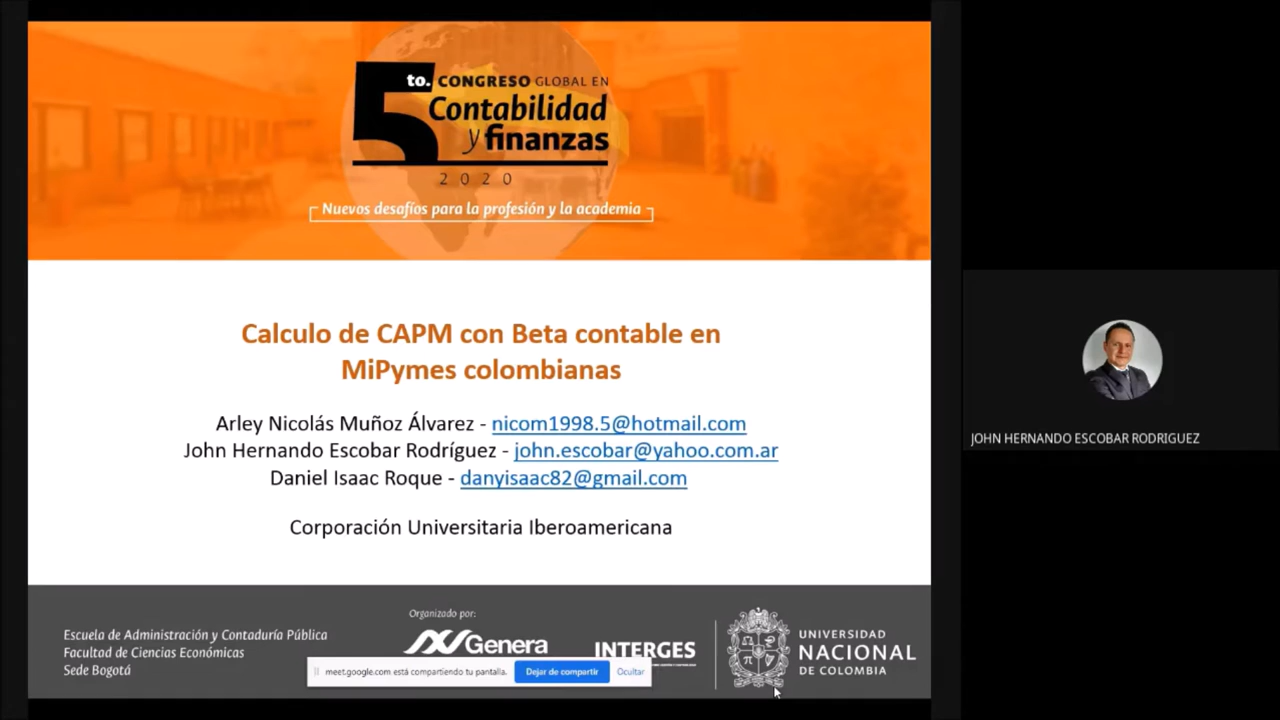 5to. CONGRESO GLOBAL EN
Contabilidad
y finanzas
2020
Nuevos desafíos para la profesión y la academia
Calculo de CAPM con Beta contable en
MiPymes colombianas
Arley Nicolás Muñoz Álvarez - nicom1998.5@hotmail.com
John Hernando Escobar Rodríguez - john.escobar@yahoo.com.ar
Daniel Isaac Roque - danyisaac82@gmail.com
Corporación Universitaria Iberoamericana
JOHN HERNANDO ESCOBAR RODRIGUEZ
Escuela de Administración y Contaduría Pública
Facultad de Ciencias Económicas
Sede Bogotá
Organizado por:
Genera
INTERGES
UNIVERSIDAD
NACIONAL
DE COLOMBIA
meet.google.com está compartiendo tu pantalla.
Dejar de compartir
Ocultar